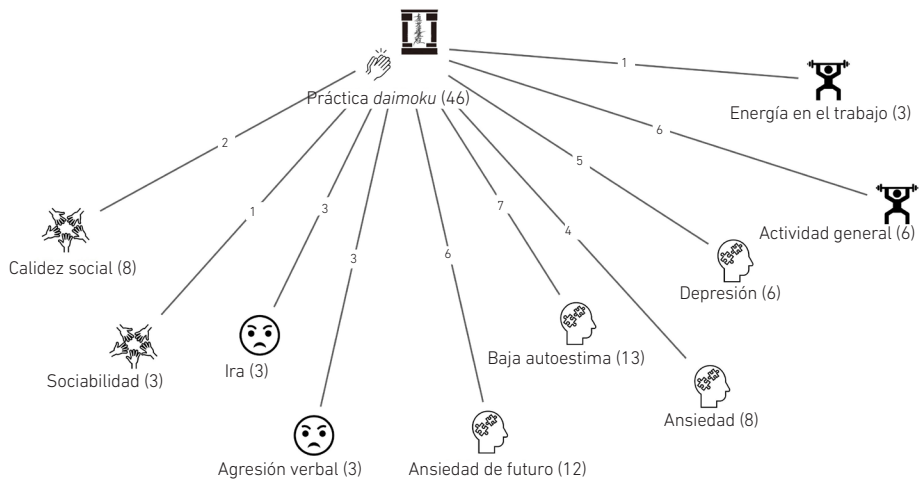 Práctica daimoku (46)
1
Energía en el trabajo (3)
6
Actividad general (6)
5
Depresión (6)
4
Ansiedad (8)
7
Baja autoestima (13)
6
Ansiedad de futuro (12)
3
Agresión verbal (3)
3
Ira (3)
1
Sociabilidad (3)
2
Calidez social (8)